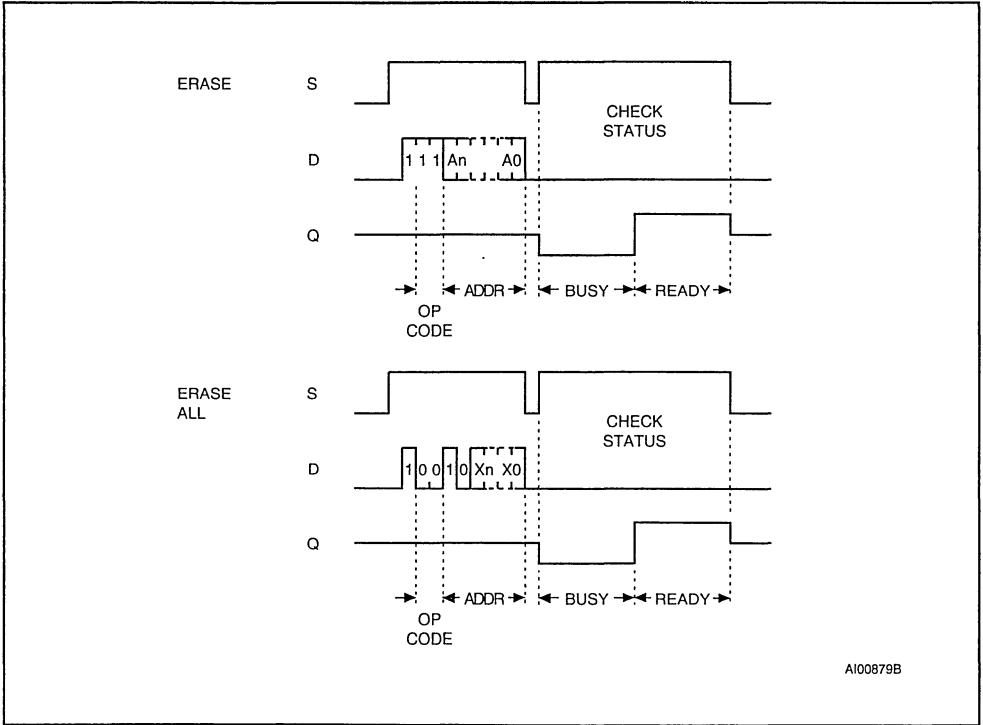 ERASE S
CHECK
STATUS
D 1 1 1 An A0
Q
ADDR BUSY READY
OP
CODE
ERASE S
ALL
CHECK
STATUS
D 1 0 0 1 0 Xn X0
Q
ADDR BUSY READY
OP
CODE
AI00879B